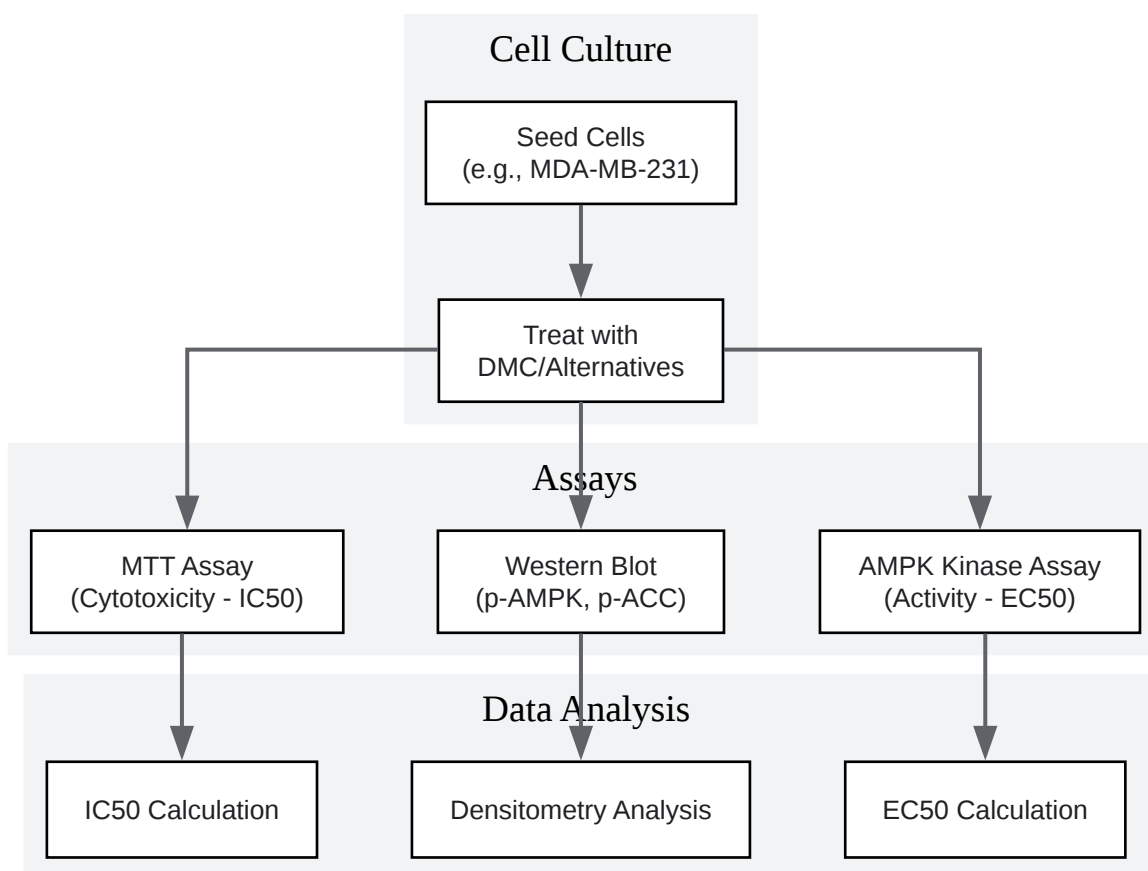 Cell Culture
Seed Cells
(e.g., MDA-MB-231)
Treat with
DMC/Alternatives
Assays
MTT Assay
(Cytotoxicity - IC50)
Western Blot
(p-AMPK, p-ACC)
AMPK Kinase Assay
(Activity - EC50)
Data Analysis
IC50 Calculation
Densitometry Analysis
EC50 Calculation